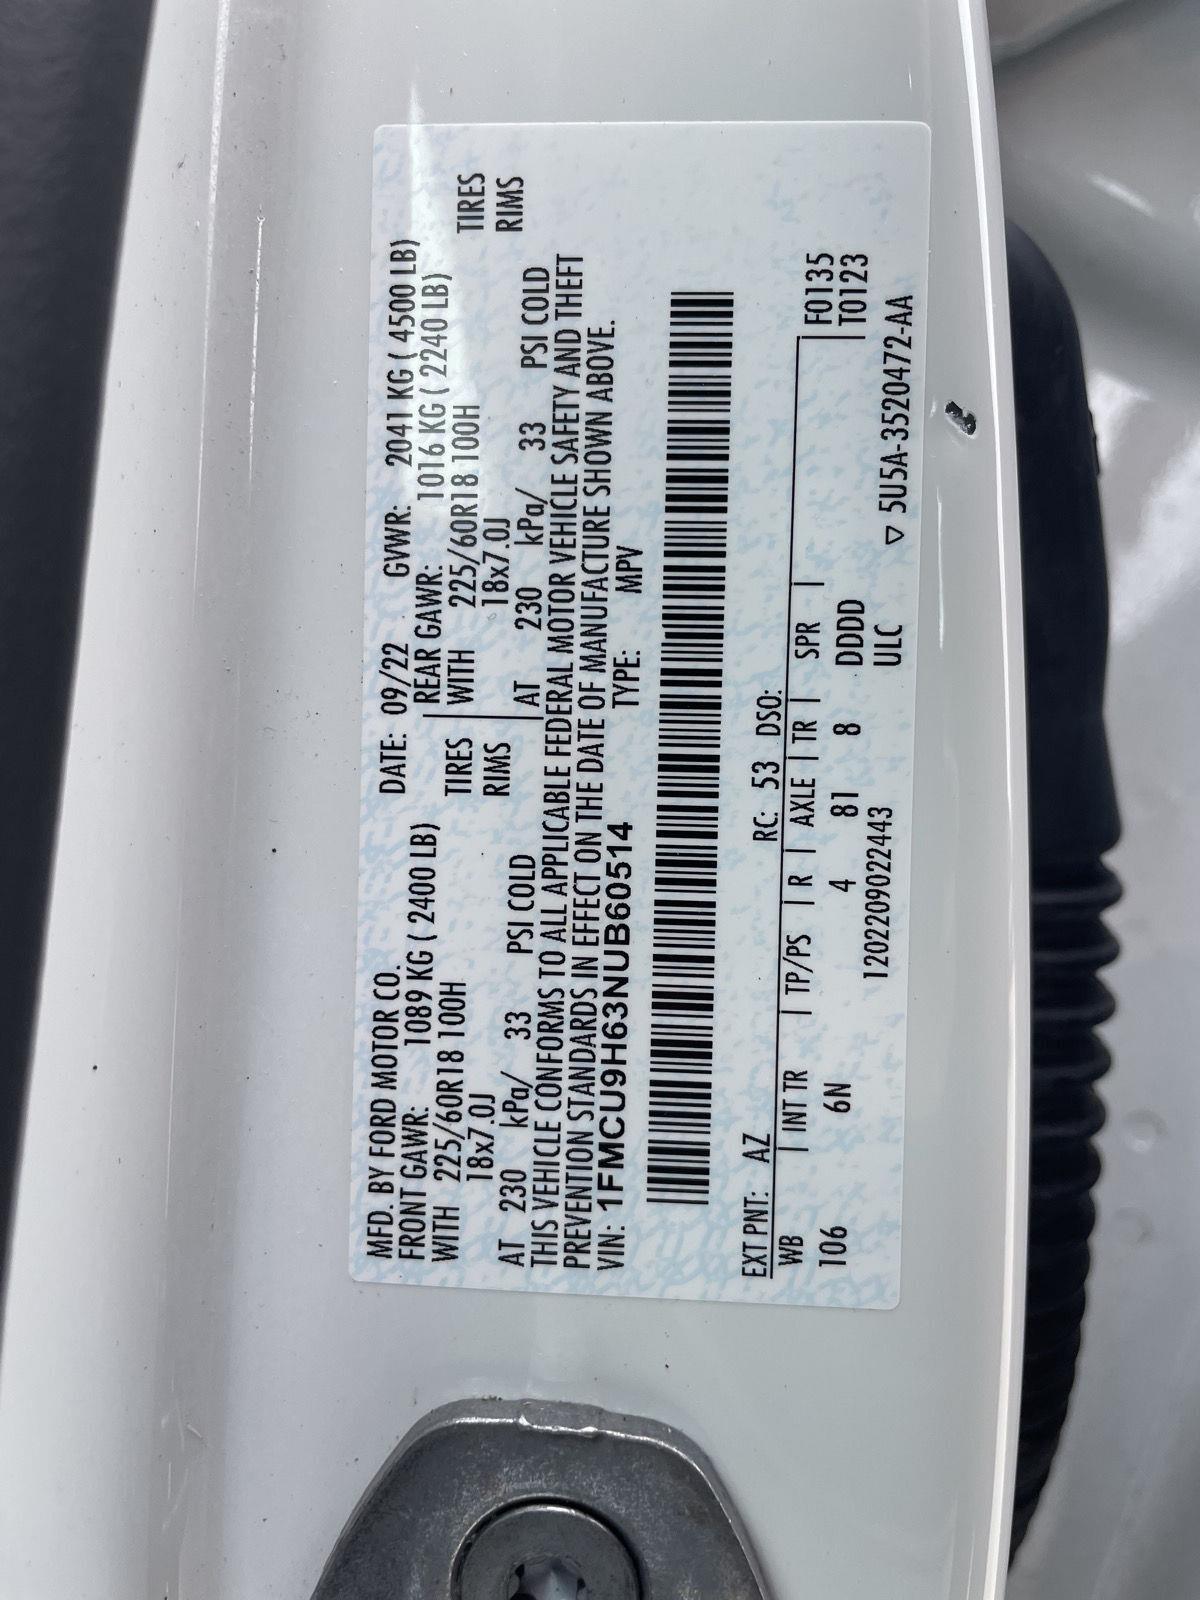 MFD. BY FORD MOTOR CO. DATE: 09/22 GVWR: 2041 KG ( 4500 LB)
FRONT GAWR: 1089 KG ( 2400 LB) REAR GAWR: 1016 KG ( 2240 LB)
WITH 225/60R18 100H TIRES WITH 225/60R18 100H TIRES
18x7.0J RIMS 18x7.0J RIMS
AT 230 kPa/ 33 PSI COLD AT 230 kPa/ 33 PSI COLD
THIS VEHICLE CONFORMS TO ALL APPLICABLE FEDERAL MOTOR VEHICLE SAFETY AND THEFT
PREVENTION STANDARDS IN EFFECT ON THE DATE OF MANUFACTURE SHOWN ABOVE.
VIN: 1FMCU9H63NUB60514 TYPE: MPV
EXT PNT: AZ RC: 53 DSO: F0135
WB | INT TR | TP/PS | R | AXLE | TR | SPR | T0123
106 6N 4 81 8 DDDD
1202209022443 ULC ▽ 5U5A-3520472-AA